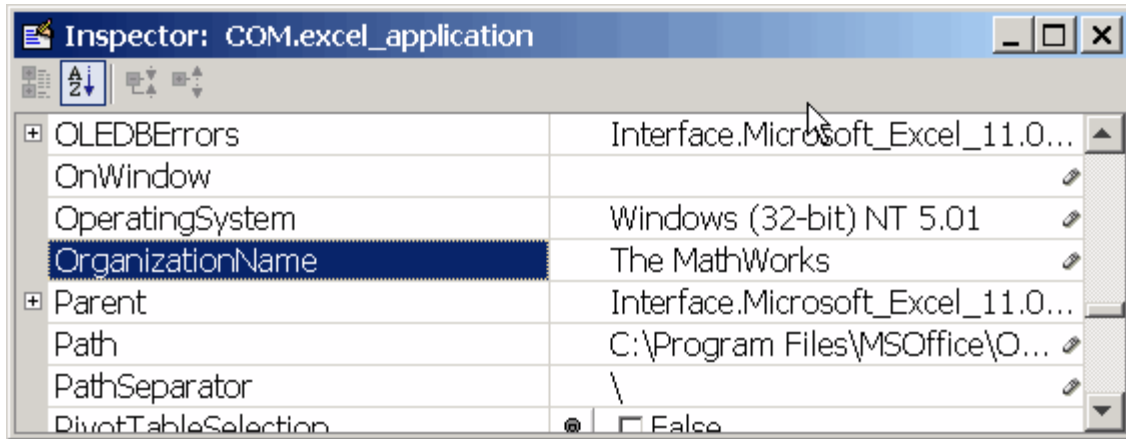 Inspector: COM.excel_application
OLEDBErrors Interface.Microsoft_Excel_11.0...
OnWindow
OperatingSystem Windows (32-bit) NT 5.01
OrganizationName The MathWorks
Parent Interface.Microsoft_Excel_11.0...
Path C:\Program Files\MSOffice\O...
PathSeparator \
PivotTableSelection False